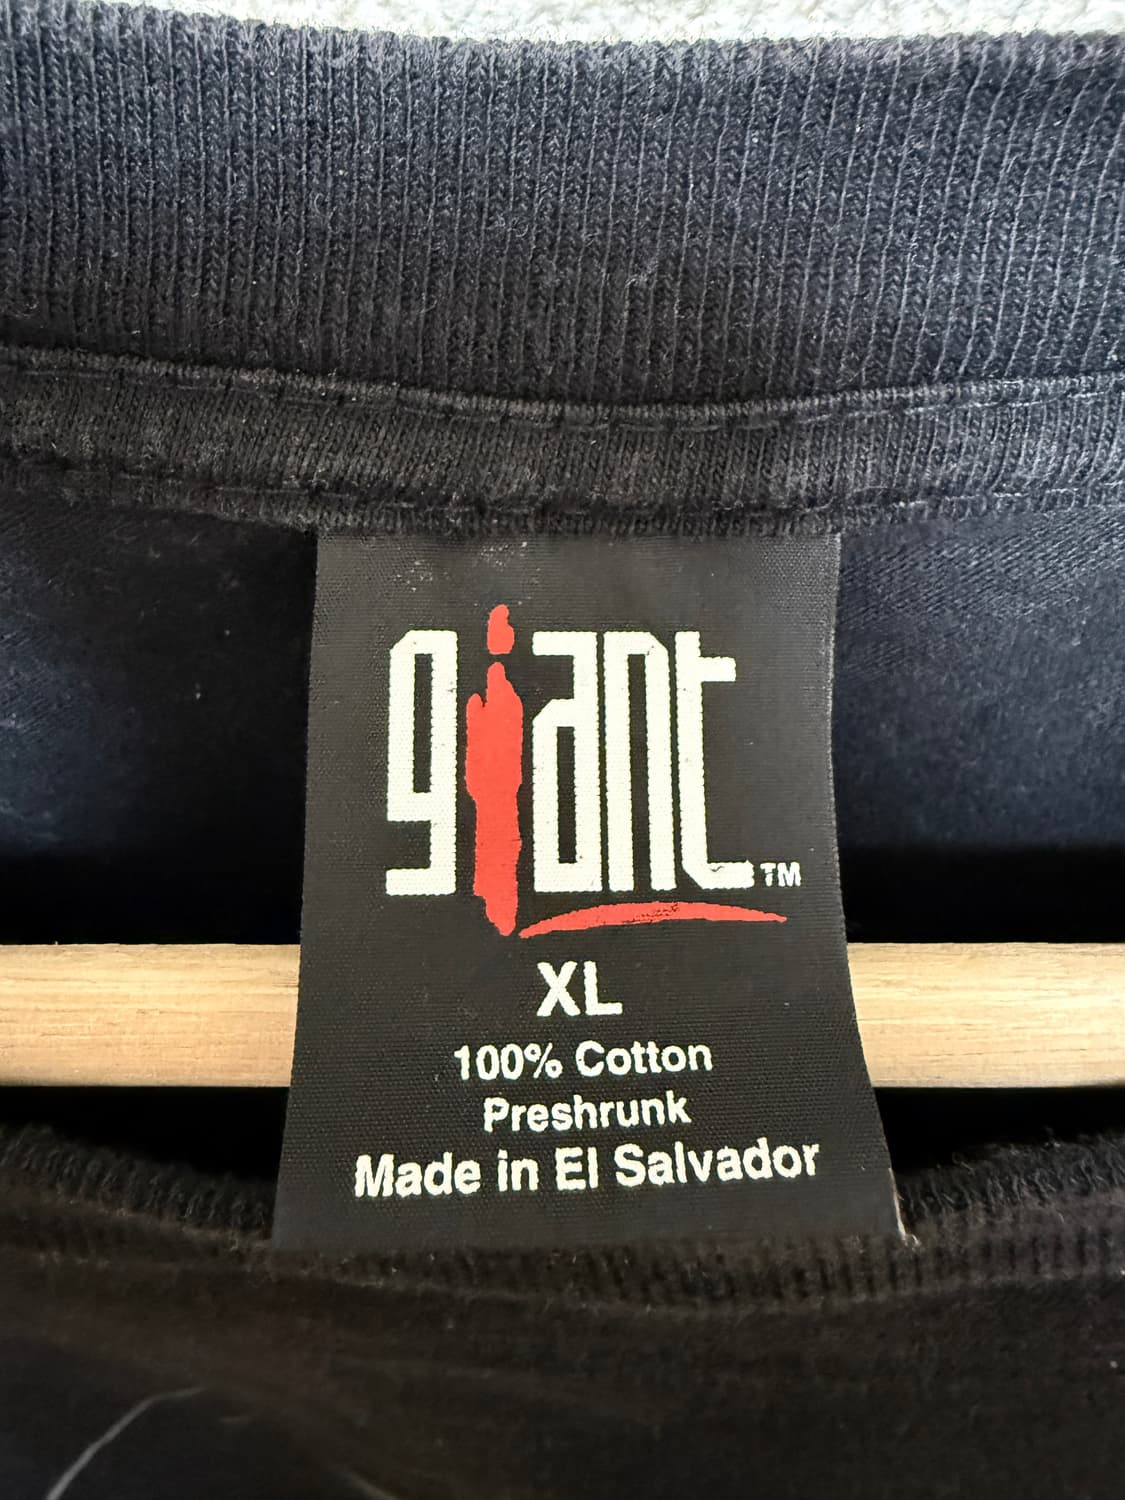 giant™
XL
100% Cotton
Preshrunk
Made in El Salvador